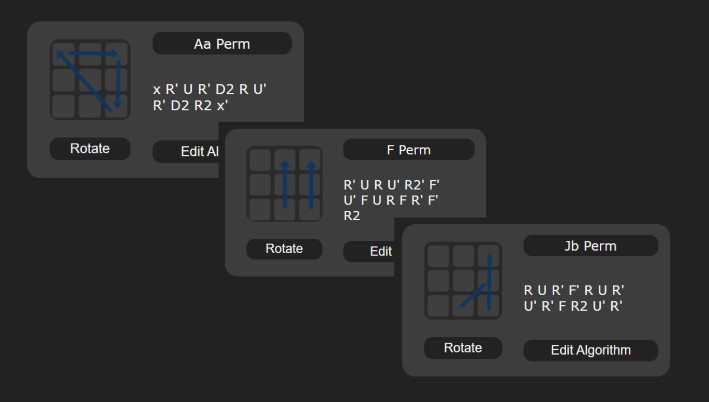 Aa Perm
x R' U R' D2 R U'
R' D2 R2 x'
Rotate
Edit Al
F Perm
R' U R U' R2' F'
U' F U R F R' F'
R2
Rotate
Edit
Jb Perm
R U R' F' R U R'
U' R' F R2 U' R'
Rotate
Edit Algorithm